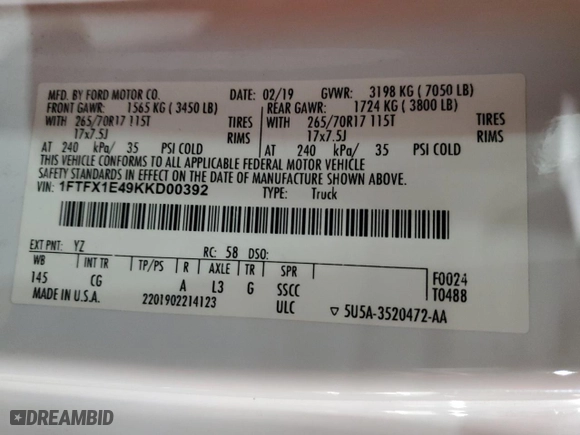 MFD. BY FORD MOTOR CO. DATE: 02/19 GVWR: 3198 KG ( 7050 LB)
FRONT GAWR: 1565 KG ( 3450 LB) REAR GAWR: 1724 KG ( 3800 LB)
WITH 265/70R17 115T TIRES WITH 265/70R17 115T TIRES
17x7.5J RIMS 17x7.5J RIMS
AT 240 kPa/ 35 PSI COLD AT 240 kPa/ 35 PSI COLD
THIS VEHICLE CONFORMS TO ALL APPLICABLE FEDERAL MOTOR VEHICLE
SAFETY STANDARDS IN EFFECT ON THE DATE OF MANUFACTURE SHOWN ABOVE.
VIN: 1FTFX1E49KKD00392 TYPE: Truck
EXT PNT: YZ RC: 58 DSO:
WB INT TR TP/PS R AXLE TR SPR F0024
145 CG A L3 G SSCC T0488
MADE IN U.S.A. 2201902214123 ULC ▽ 5U5A-3520472-AA
DREAMBID